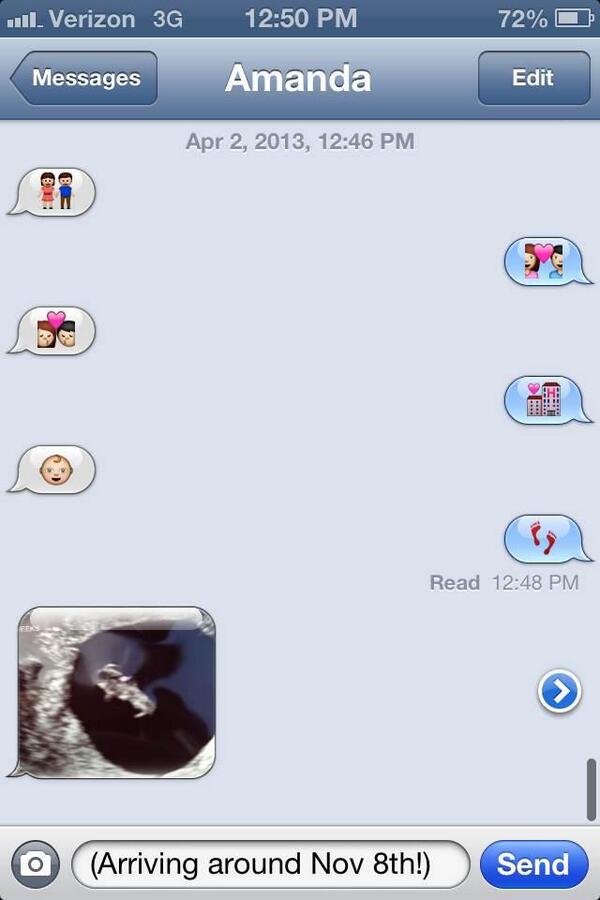 Verizon 3G 12:50 PM 72%
Messages Amanda Edit
Apr 2, 2013, 12:46 PM
Read 12:48 PM
EEKS
(Arriving around Nov 8th!) Send